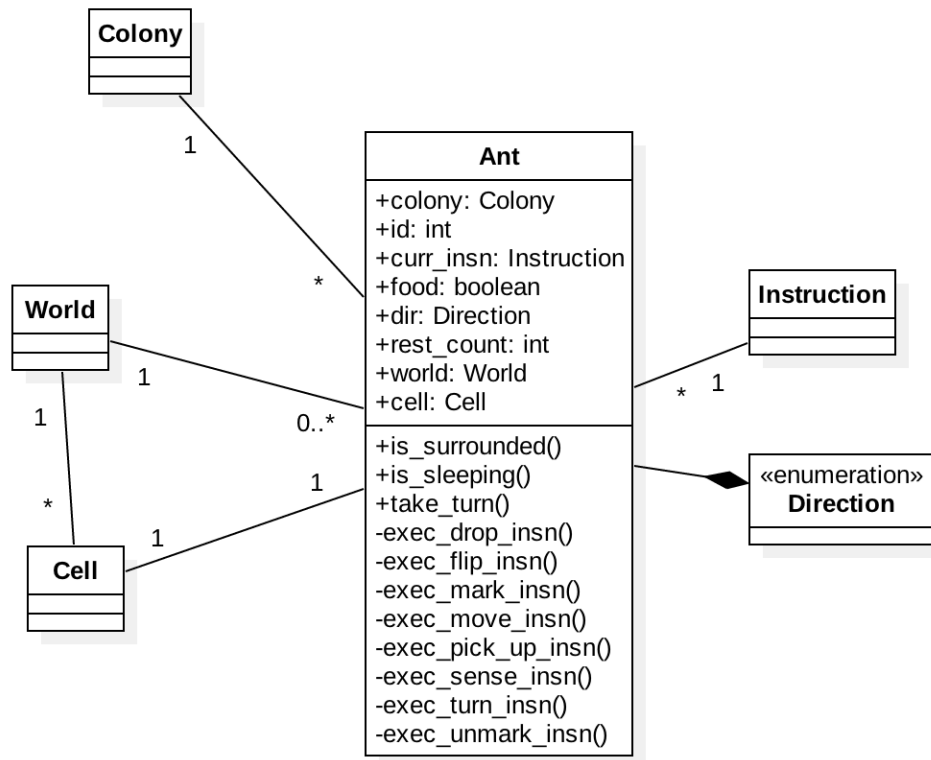 Colony
1
*
Ant
+colony: Colony
+id: int
+curr_insn: Instruction
+food: boolean
+dir: Direction
+rest_count: int
+world: World
+cell: Cell
+is_surrounded()
+is_sleeping()
+take_turn()
-exec_drop_insn()
-exec_flip_insn()
-exec_mark_insn()
-exec_move_insn()
-exec_pick_up_insn()
-exec_sense_insn()
-exec_turn_insn()
-exec_unmark_insn()
World
1
0..*
1
*
Cell
1
1
Instruction
*
1
«enumeration»
Direction